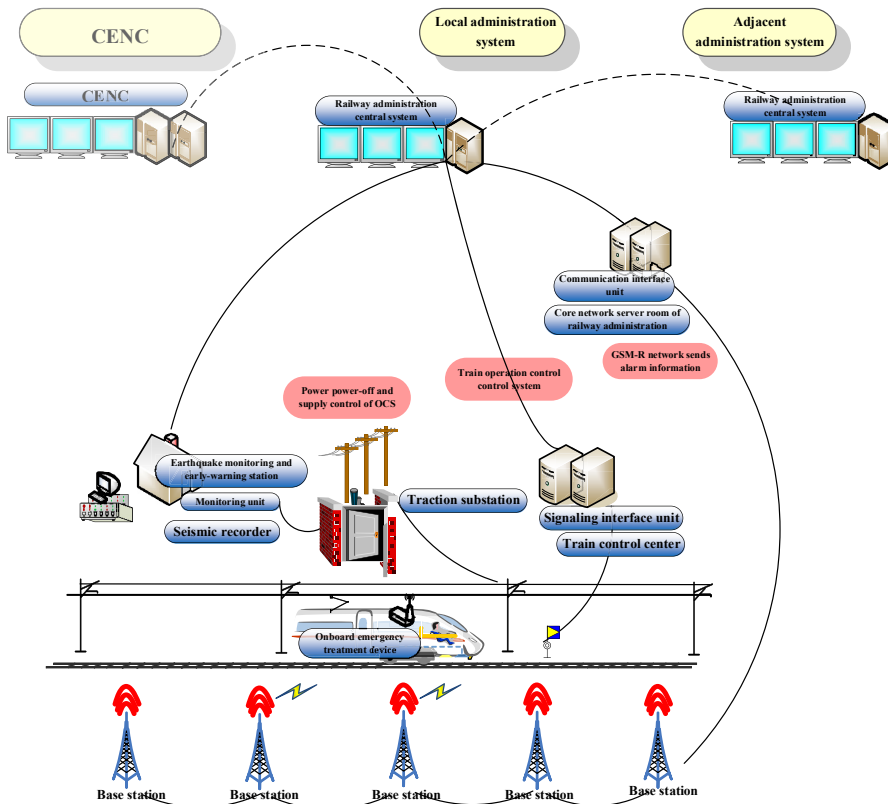 CENC
Local administration
system
Adjacent
administration system
CENC
Railway administration
central system
Railway administration
central system
Communication interface
unit
Core network server room of
railway administration
GSM-R network sends
alarm information
Train operation control
control system
Power power-off and
supply control of OCS
Earthquake monitoring and
early-warning station
Monitoring unit
Seismic recorder
Traction substation
Signaling interface unit
Train control center
Onboard emergency
treatment device
Base station
Base station
Base station
Base station
Base station